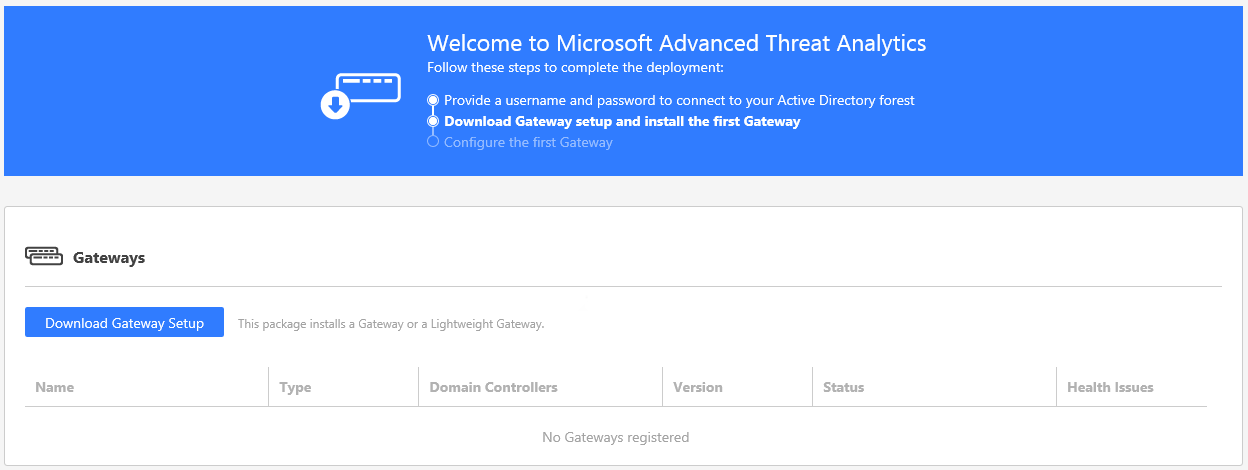 Welcome to Microsoft Advanced Threat Analytics
Follow these steps to complete the deployment:
Provide a username and password to connect to your Active Directory forest
Download Gateway setup and install the first Gateway
Configure the first Gateway
Gateways
Download Gateway Setup This package installs a Gateway or a Lightweight Gateway.
Name Type Domain Controllers Version Status Health Issues
No Gateways registered